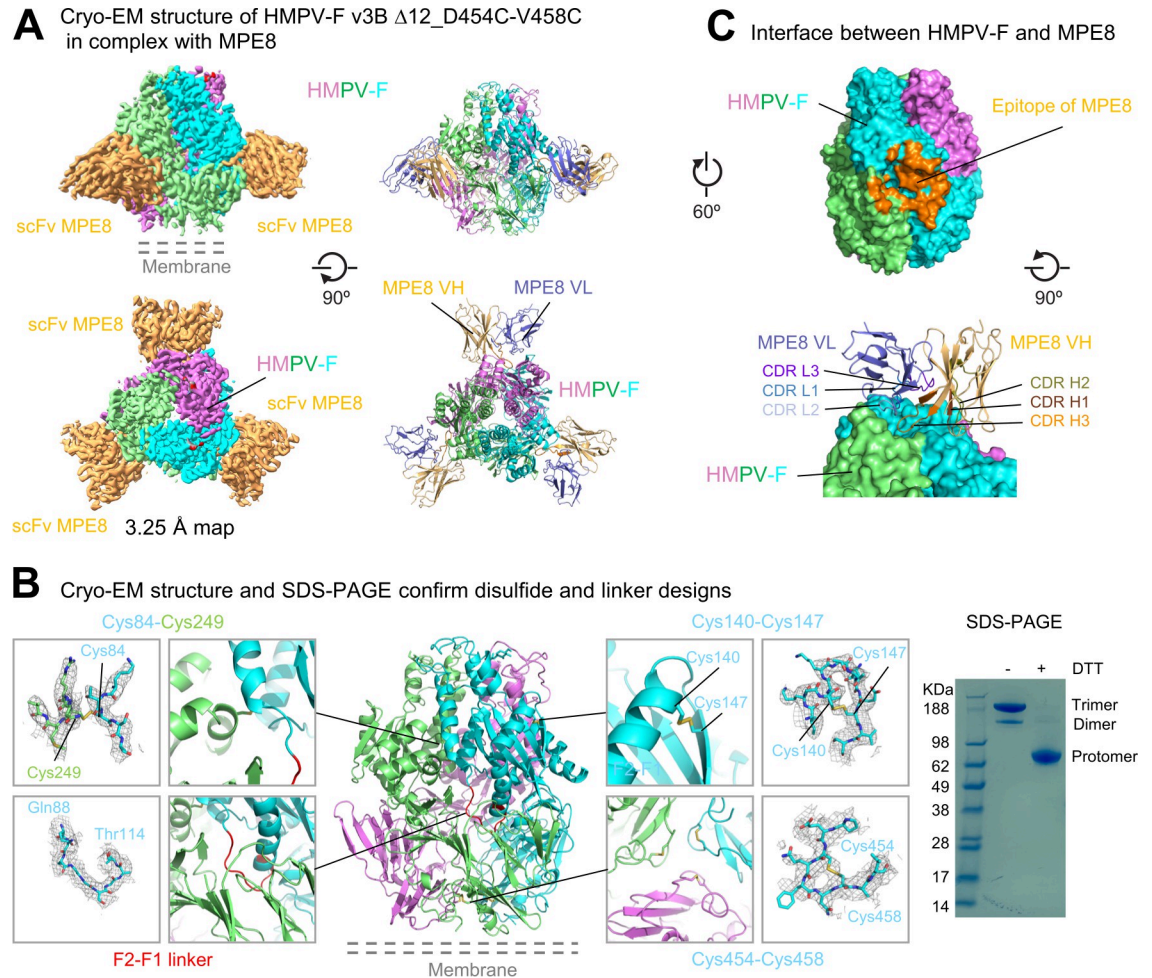 A Cryo-EM structure of HMPV-F v3B Δ12_D454C-V458C
in complex with MPE8
HMPV-F
scFv MPE8
scFv MPE8
Membrane
90º
scFv MPE8
HMPV-F
scFv MPE8
scFv MPE8 3.25 Å map
MPE8 VH
MPE8 VL
HMPV-F
C Interface between HMPV-F and MPE8
HMPV-F
Epitope of MPE8
60º
90º
MPE8 VL
MPE8 VH
CDR L3
CDR L1
CDR L2
CDR H2
CDR H1
CDR H3
HMPV-F
B Cryo-EM structure and SDS-PAGE confirm disulfide and linker designs
Cys84-Cys249
Cys84
Cys249
Gln88
Thr114
F2-F1 linker
Membrane
Cys140-Cys147
Cys140
Cys147
Cys147
Cys140
Cys454
Cys458
Cys454-Cys458
SDS-PAGE
- + DTT
KDa
188
98
62
49
38
28
17
14
Trimer
Dimer
Protomer